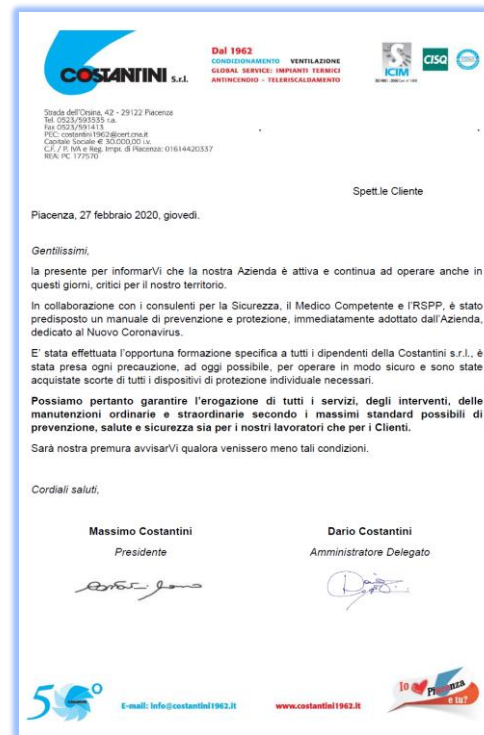 COSTANTINI S.r.l.
Dal 1962
CONDIZIONAMENTO VENTILAZIONE
GLOBAL SERVICE: IMPIANTI TERMICI
ANTINCENDIO - TELERISCALDAMENTO
ICIM
CISQ
Strada dell'Orsina, 42 - 29122 Piacenza
Tel. 0523/593535 r.a.
Fax 0523/591413
PEC: costantini1962@cert.cna.it
Capitale Sociale € 30.000,00 i.v.
C.F. / P. IVA e Reg. Impr. di Piacenza: 01614420337
REA: PC 177570
Spett.le Cliente
Piacenza, 27 febbraio 2020, giovedì.
Gentilissimi,
la presente per informarVi che la nostra Azienda è attiva e continua ad operare anche in
questi giorni, critici per il nostro territorio.
In collaborazione con i consulenti per la Sicurezza, il Medico Competente e l'RSPP, è stato
predisposto un manuale di prevenzione e protezione, immediatamente adottato dall'Azienda,
dedicato al Nuovo Coronavirus.
E' stata effettuata l'opportuna formazione specifica a tutti i dipendenti della Costantini s.r.l., è
stata presa ogni precauzione, ad oggi possibile, per operare in modo sicuro e sono state
acquistate scorte di tutti i dispositivi di protezione individuale necessari.
Possiamo pertanto garantire l'erogazione di tutti i servizi, degli interventi, delle
manutenzioni ordinarie e straordinarie secondo i massimi standard possibili di
prevenzione, salute e sicurezza sia per i nostri lavoratori che per i Clienti.
Sarà nostra premura avvisarVi qualora venissero meno tali condizioni.
Cordiali saluti,
Massimo Costantini
Dario Costantini
Presidente
Amministratore Delegato
50°
E-mail: info@costantini1962.it
www.costantini1962.it
Io Piacenza
e tu?